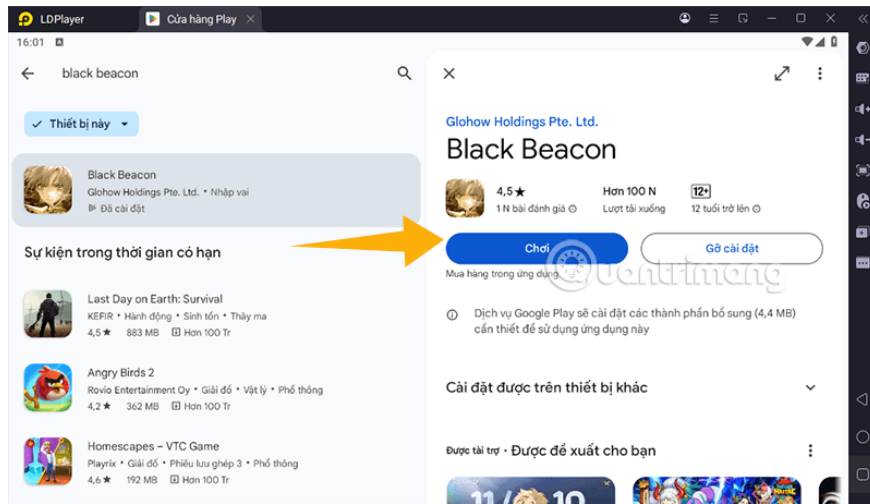 LDPlayer
Cửa hàng Play
16:01
black beacon
Thiết bị này
Black Beacon
Glohow Holdings Pte. Ltd. • Nhập vai
Đã cài đặt
Sự kiện trong thời gian có hạn
Last Day on Earth: Survival
KEFIR • Hành động • Sinh tồn • Thây ma
4,5★ 883 MB Hơn 100 Tr
Angry Birds 2
Rovio Entertainment Oy • Giải đố • Vật lý • Phổ thông
4,2★ 362 MB Hơn 100 Tr
Homescapes – VTC Game
Playrix • Giải đố • Phiêu lưu ghép 3 • Phổ thông
4,6★ 192 MB Hơn 100 Tr
Glohow Holdings Pte. Ltd.
Black Beacon
4,5★ Hơn 100 N 12+
1 N bài đánh giá Lượt tải xuống 12 tuổi trở lên
Chơi Gỡ cài đặt
Mua hàng trong ứng dụng
Quantrimang
Dịch vụ Google Play sẽ cài đặt các thành phần bổ sung (4,4 MB)
cần thiết để sử dụng ứng dụng này
Cài đặt được trên thiết bị khác
Được tài trợ • Được đề xuất cho bạn
11/ 10